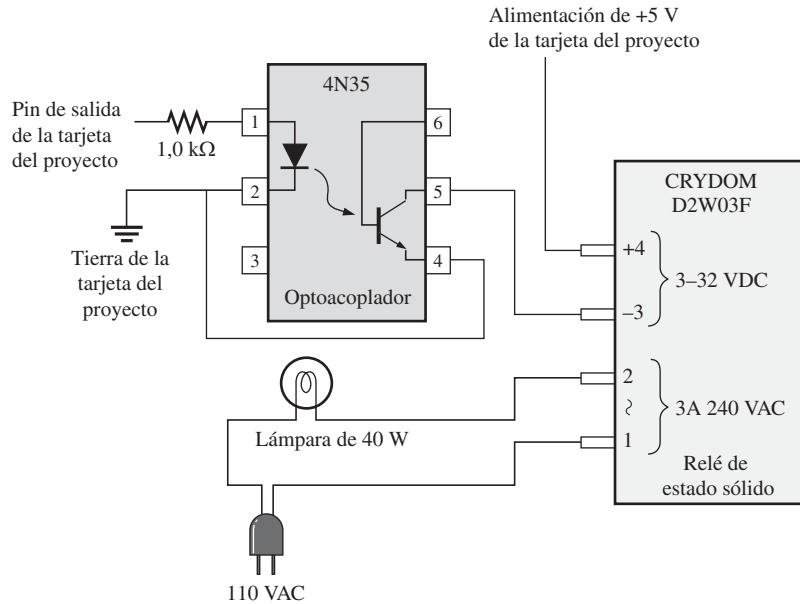 Alimentación de +5 V
de la tarjeta del proyecto
4N35
Pin de salida
de la tarjeta
del proyecto
1,0 kΩ
1
2
3
6
5
4
Tierra de la
tarjeta del
proyecto
Optoacoplador
CRYDOM
D2W03F
+4
3–32 VDC
–3
2
~
1
3A 240 VAC
Relé de
estado sólido
Lámpara de 40 W
110 VAC